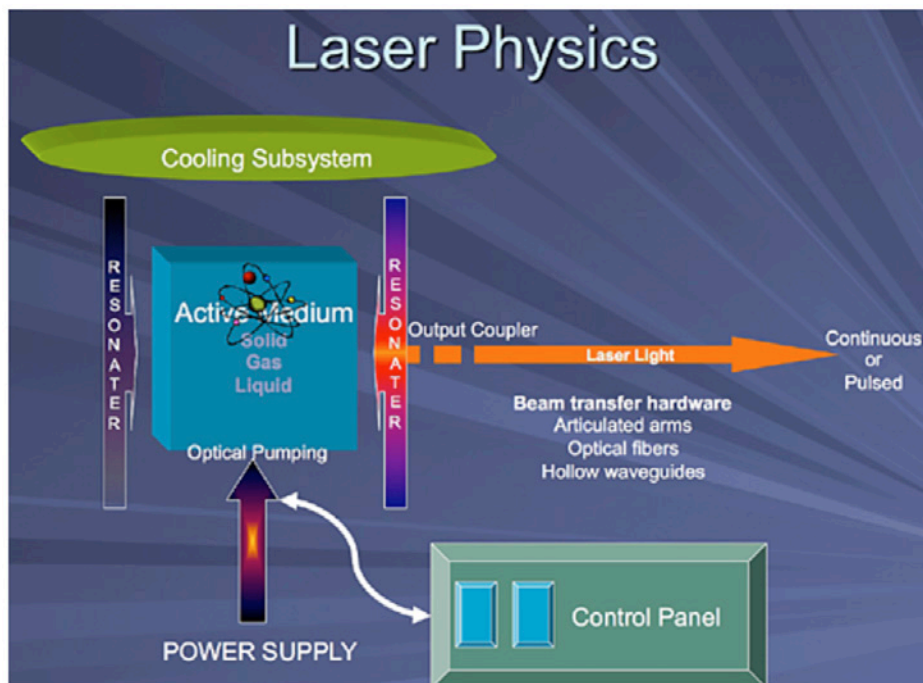 Laser Physics
Cooling Subsystem
RESONATER
Active Medium
Solid
Gas
Liquid
Optical Pumping
RESONATER
Output Coupler
Laser Light
Continuous
or
Pulsed
Beam transfer hardware
Articulated arms
Optical fibers
Hollow waveguides
POWER SUPPLY
Control Panel